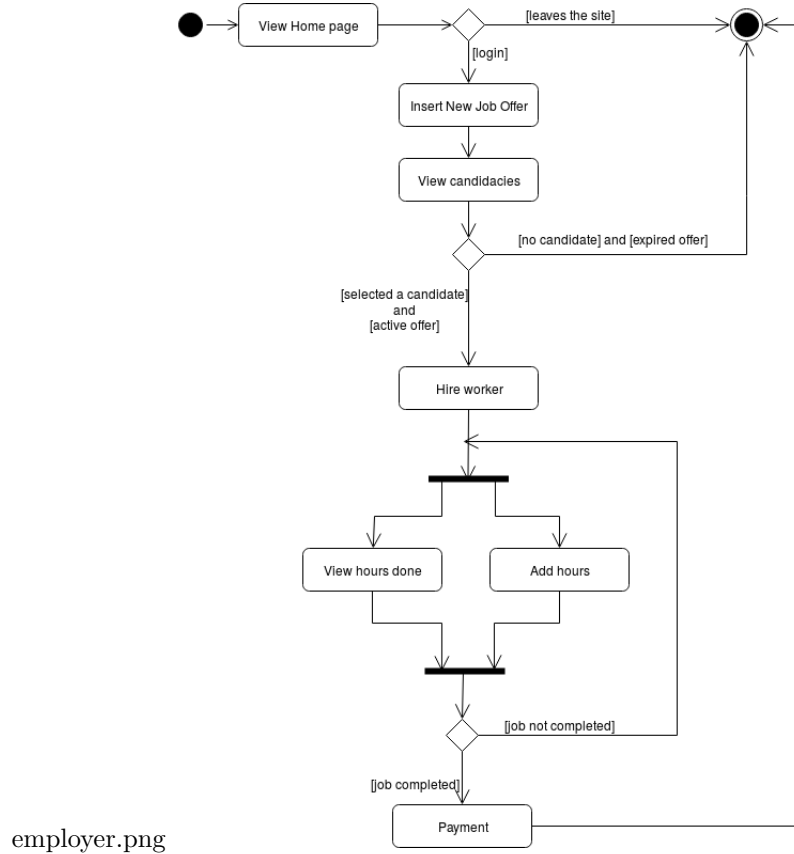 View Home page
[leaves the site]
[login]
Insert New Job Offer
View candidacies
[no candidate] and [expired offer]
[selected a candidate]
and
[active offer]
Hire worker
View hours done
Add hours
[job not completed]
[job completed]
Payment
employer.png